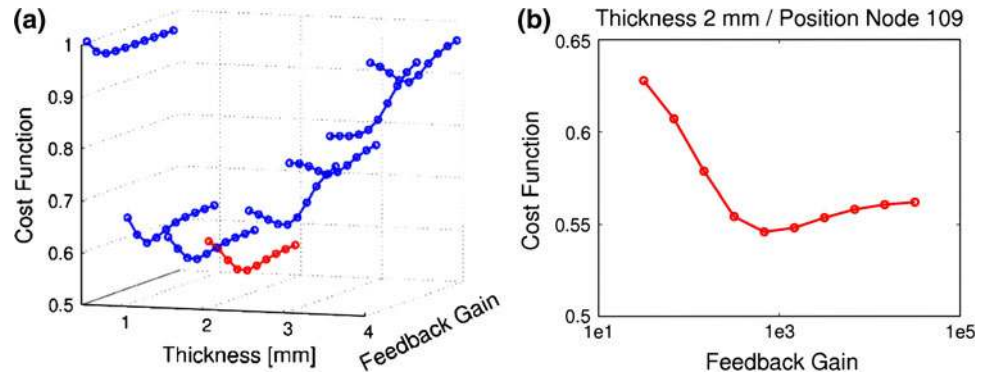 (a)
1
0.9
0.8
0.7
0.6
0.5
Cost Function
1
2
3
4
Thickness [mm]
Feedback Gain
(b)
Thickness 2 mm / Position Node 109
0.65
0.6
0.55
0.5
Cost Function
1e1
1e3
1e5
Feedback Gain